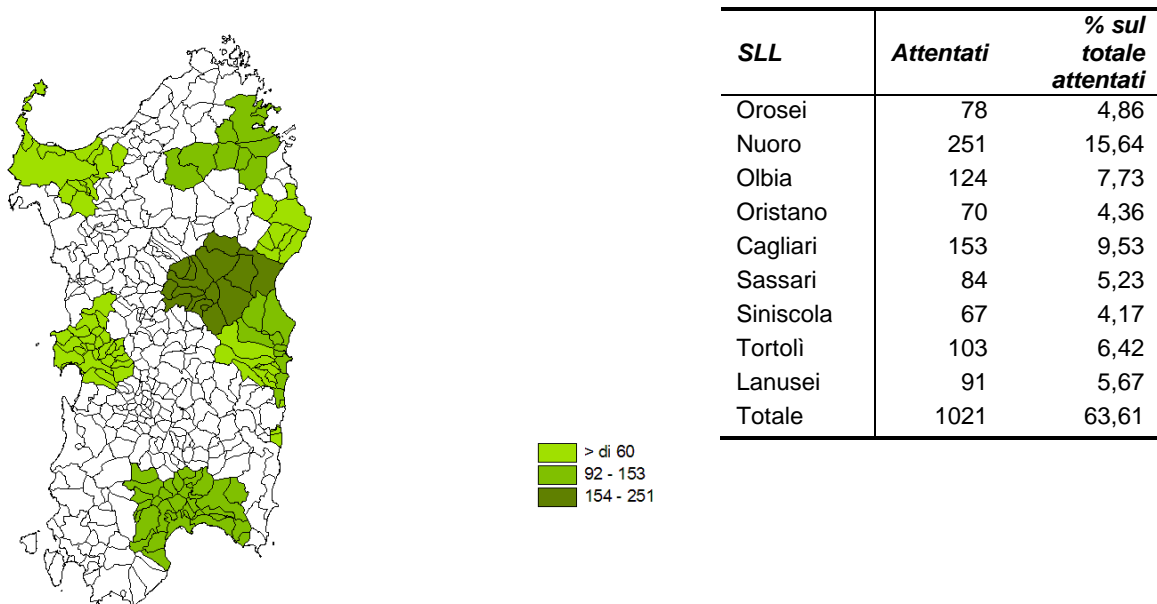 SLL Attentati % sul totale attentati
Orosei 78 4,86
Nuoro 251 15,64
Olbia 124 7,73
Oristano 70 4,36
Cagliari 153 9,53
Sassari 84 5,23
Siniscola 67 4,17
Tortolì 103 6,42
Lanusei 91 5,67
Totale 1021 63,61
> di 60
92 - 153
154 - 251